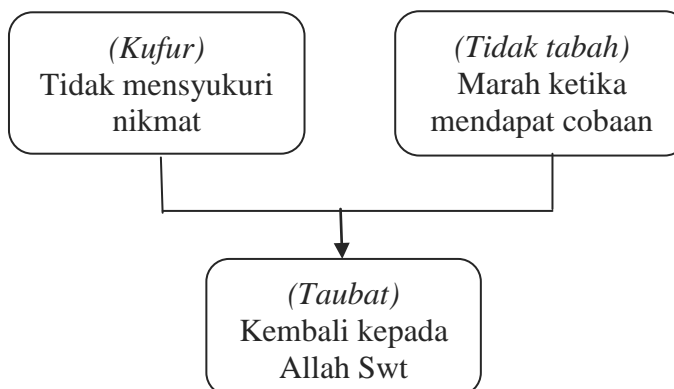 (Kufur)
Tidak mensyukuri
nikmat
(Tidak tabah)
Marah ketika
mendapat cobaan
(Taubat)
Kembali kepada
Allah Swt